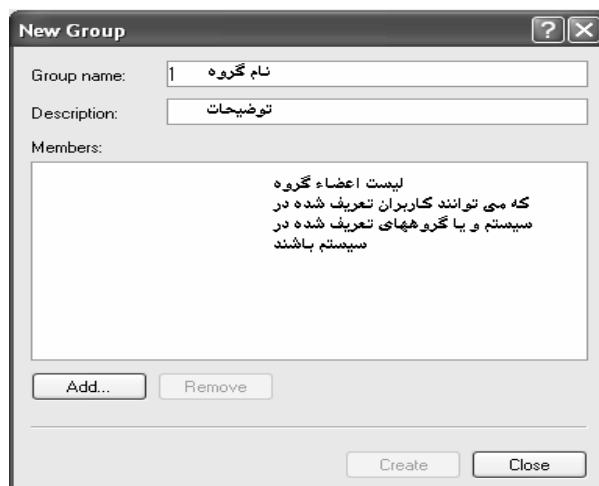 New Group
Group name:
1 نام گروه
Description:
توضیحات
Members:
لیست اعضاء گروه
که می توانند کاربران تعریف شده در
سیستم و یا گروههای تعریف شده در
سیستم باشند
Add...
Remove
Create
Close